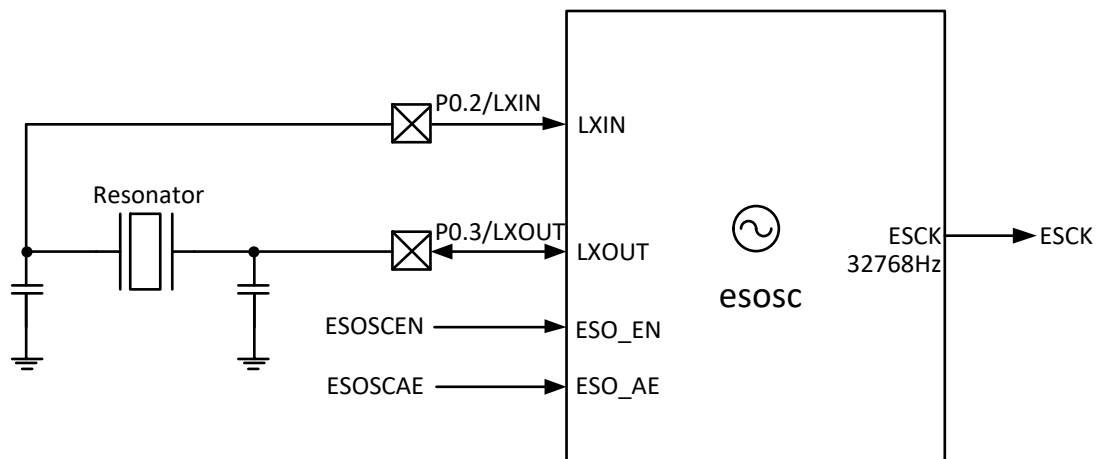 P0.2/LXIN
LXIN
Resonator
P0.3/LXOUT
LXOUT
ESCK
ESCK
32768Hz
esosc
ESOSCEN
ESO_EN
ESOSCAE
ESO_AE